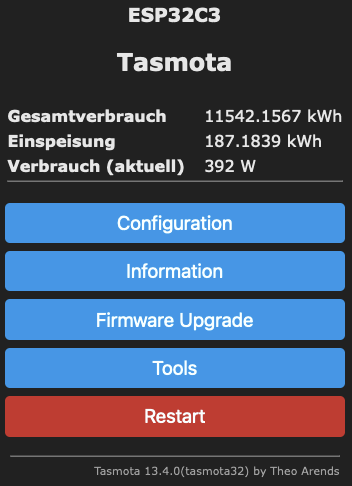 ESP32C3
Tasmota
Gesamtverbrauch 11542.1567 kWh
Einspeisung 187.1839 kWh
Verbrauch (aktuell) 392 W
Configuration
Information
Firmware Upgrade
Tools
Restart
Tasmota 13.4.0(tasmota32) by Theo Arends